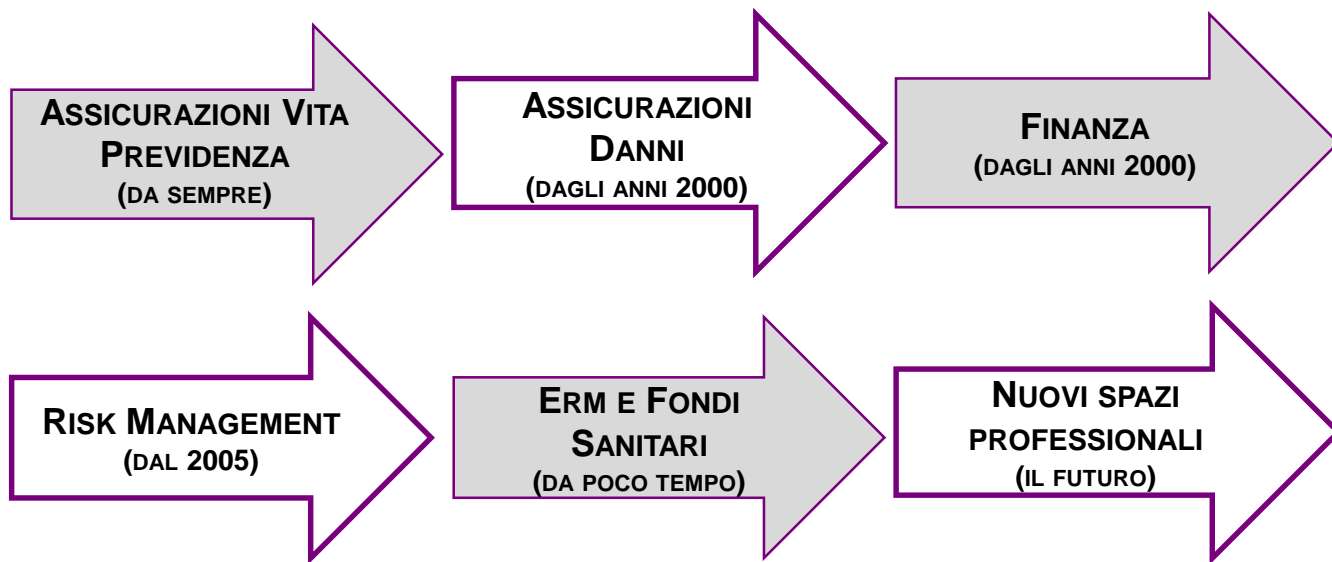 ASSICURAZIONI VITA
PREVIDENZA
(DA SEMPRE)
ASSICURAZIONI
DANNI
(DAGLI ANNI 2000)
FINANZA
(DAGLI ANNI 2000)
RISK MANAGEMENT
(DAL 2005)
ERM E FONDI
SANITARI
(DA POCO TEMPO)
NUOVI SPAZI
PROFESSIONALI
(IL FUTURO)